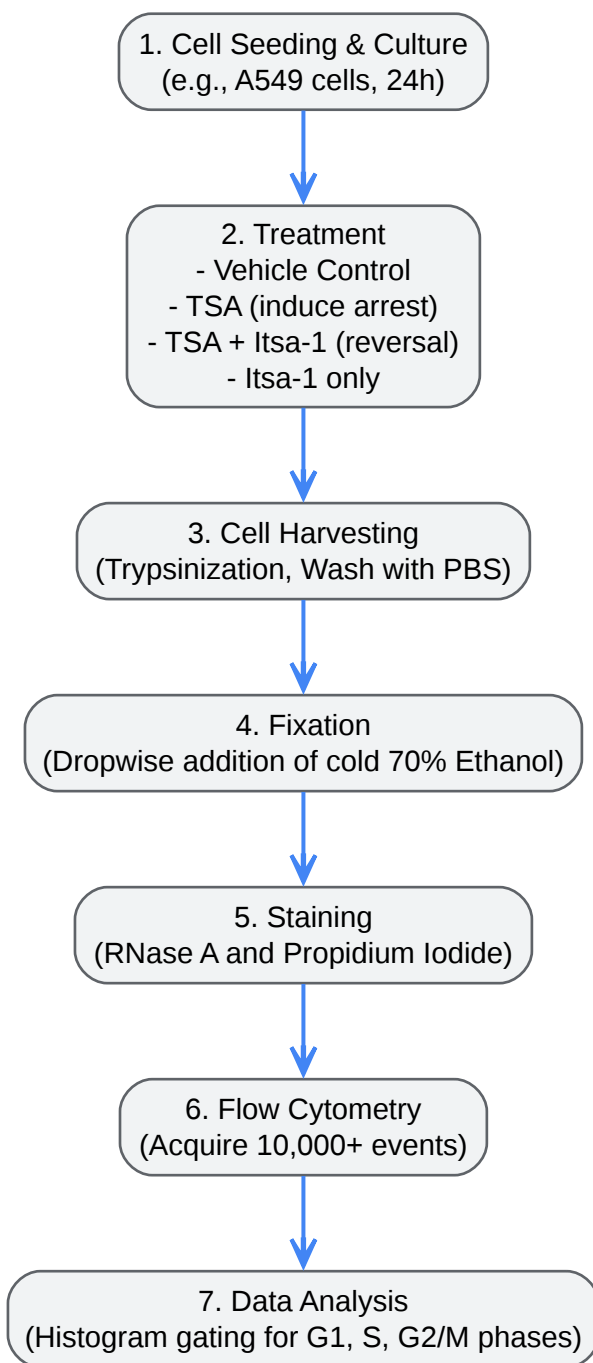 1. Cell Seeding & Culture
(e.g., A549 cells, 24h)
2. Treatment
- Vehicle Control
- TSA (induce arrest)
- TSA + Itsa-1 (reversal)
- Itsa-1 only
3. Cell Harvesting
(Trypsinization, Wash with PBS)
4. Fixation
(Dropwise addition of cold 70% Ethanol)
5. Staining
(RNase A and Propidium Iodide)
6. Flow Cytometry
(Acquire 10,000+ events)
7. Data Analysis
(Histogram gating for G1, S, G2/M phases)